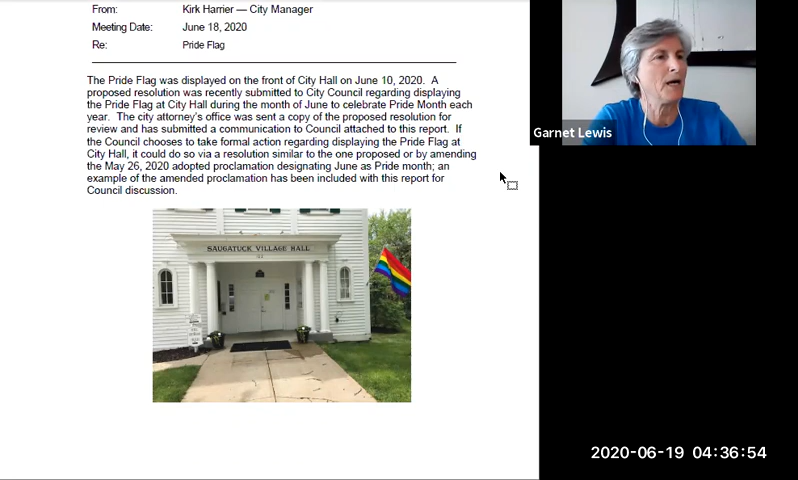 From: Kirk Harrier — City Manager
Meeting Date: June 18, 2020
Re: Pride Flag
The Pride Flag was displayed on the front of City Hall on June 10, 2020. A
proposed resolution was recently submitted to City Council regarding displaying
the Pride Flag at City Hall during the month of June to celebrate Pride Month each
year. The city attorney's office was sent a copy of the proposed resolution for
review and has submitted a communication to Council attached to this report. If
the Council chooses to take formal action regarding displaying the Pride Flag at
City Hall, it could do so via a resolution similar to the one proposed or by amending
the May 26, 2020 adopted proclamation designating June as Pride month; an
example of the amended proclamation has been included with this report for
Council discussion.
SAUGATUCK VILLAGE HALL
Garnet Lewis
2020-06-19 04:36:54